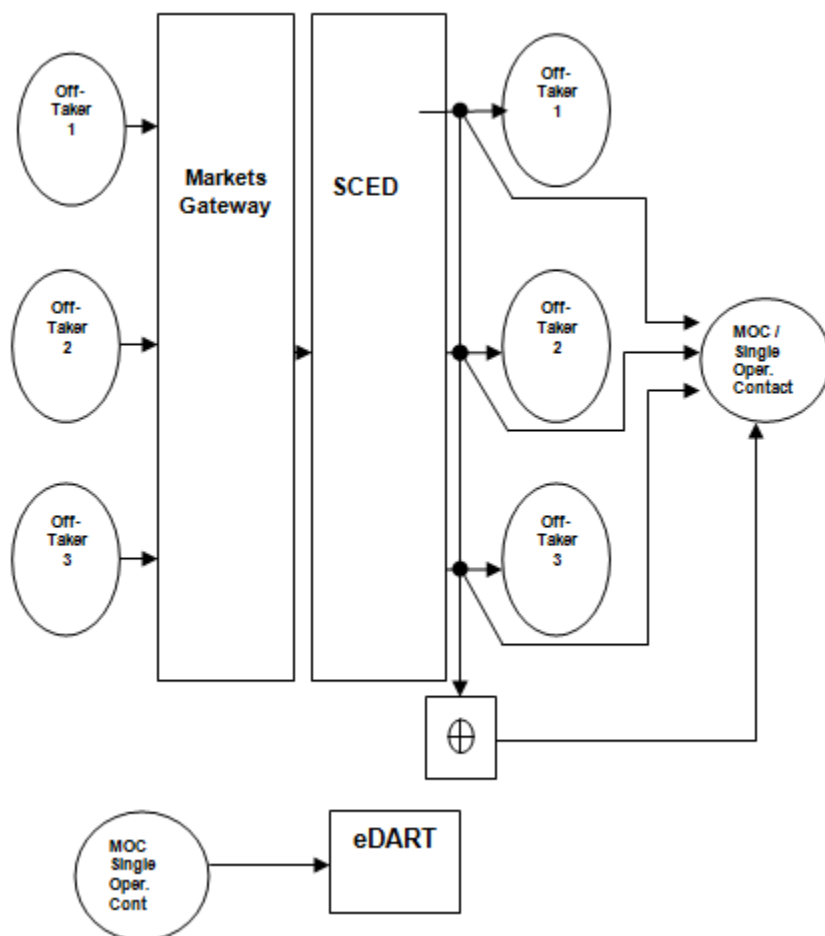 Off-
Taker
1
Off-
Taker
1
Markets
Gateway
SCED
Off-
Taker
2
Off-
Taker
2
MOC /
Single
Oper.
Contact
Off-
Taker
3
Off-
Taker
3
eDART
MOC
Single
Oper.
Cont